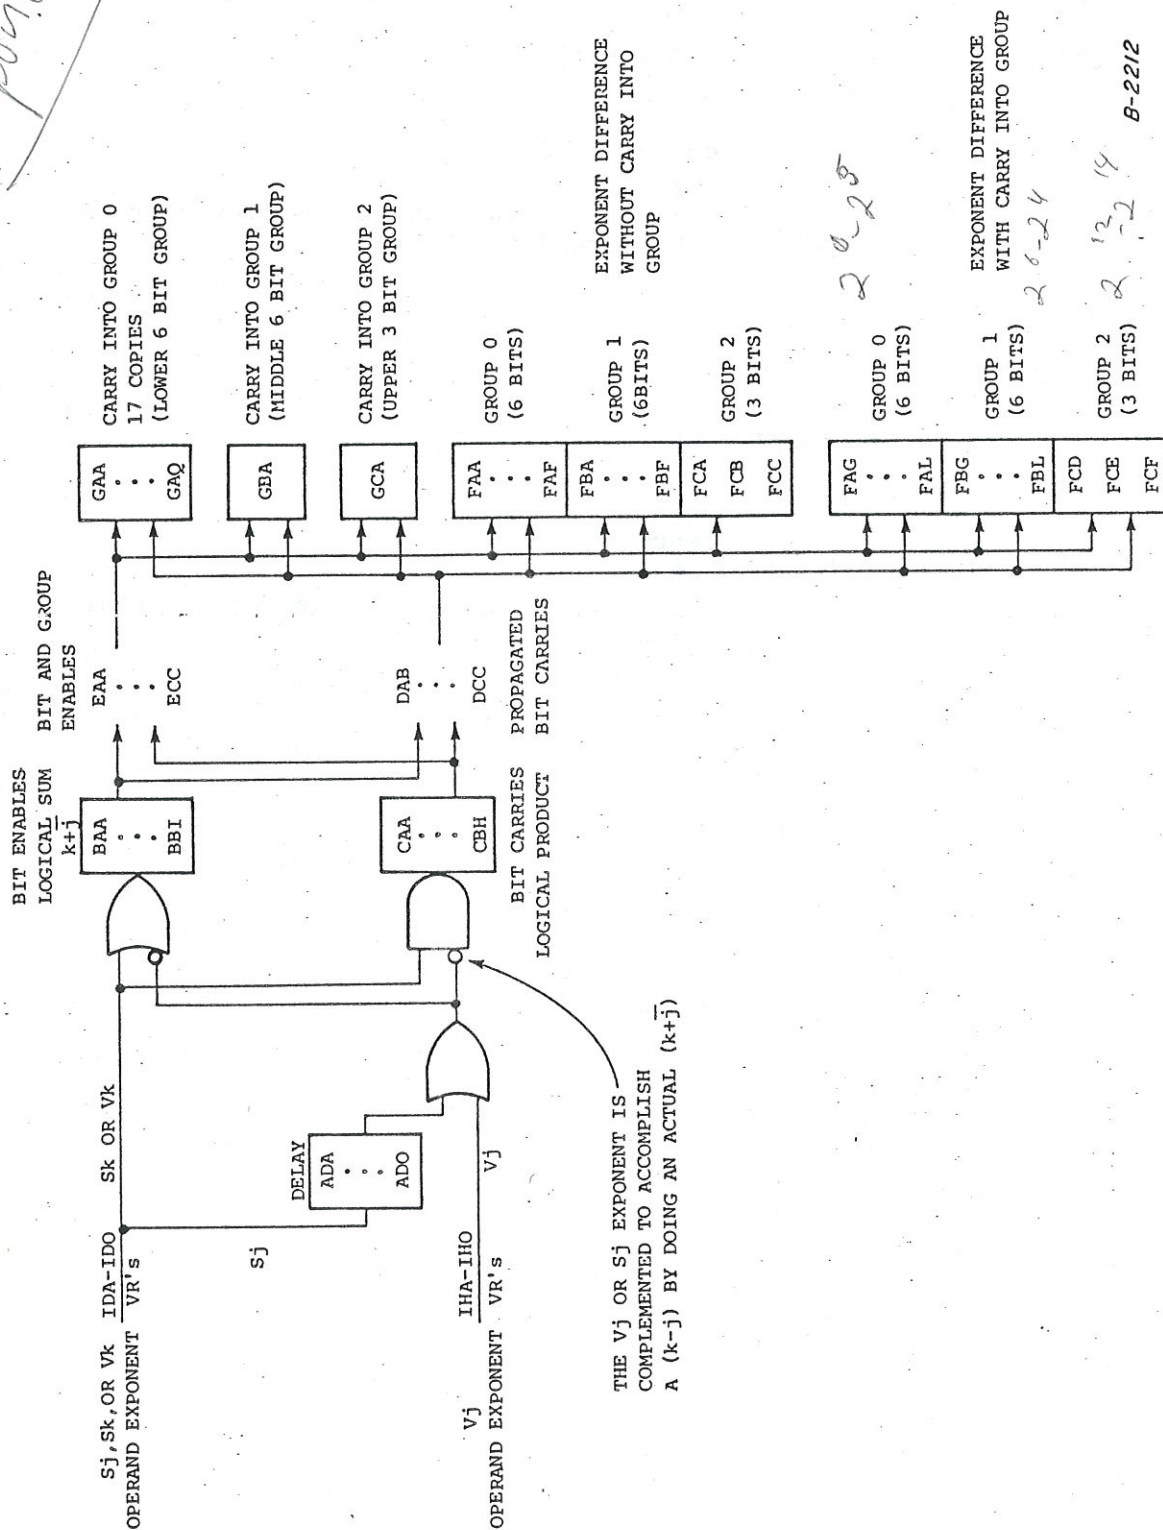 Sj,Sk,OR Vk IDA-IDO
OPERAND EXPONENT VR's
Sk OR Vk
Sj
Vj IHA-IHO
OPERAND EXPONENT VR's
Vj
DELAY
ADA
ADO
THE Vj OR Sj EXPONENT IS
COMPLEMENTED TO ACCOMPLISH
A (k-j) BY DOING AN ACTUAL (k+j̅)
BIT ENABLES
LOGICAL SUM
k+j̅
BAA
BBI
CAA
CBH
BIT CARRIES
LOGICAL PRODUCT
BIT AND GROUP
ENABLES
EAA
ECC
DAB
DCC
PROPAGATED
BIT CARRIES
GAA
GAQ
CARRY INTO GROUP 0
17 COPIES
(LOWER 6 BIT GROUP)
GBA
CARRY INTO GROUP 1
(MIDDLE 6 BIT GROUP)
GCA
CARRY INTO GROUP 2
(UPPER 3 BIT GROUP)
FAA
FAF
GROUP 0
(6 BITS)
FBA
FBF
GROUP 1
(6BITS)
FCA
FCB
FCC
GROUP 2
(3 BITS)
EXPONENT DIFFERENCE
WITHOUT CARRY INTO
GROUP
FAG
FAL
GROUP 0
(6 BITS)
2⁰-2⁵
FBG
FBL
GROUP 1
(6 BITS)
2⁶-24
FCD
FCE
FCF
GROUP 2
(3 BITS)
2¹²-2¹⁴
EXPONENT DIFFERENCE
WITH CARRY INTO GROUP
B-2212